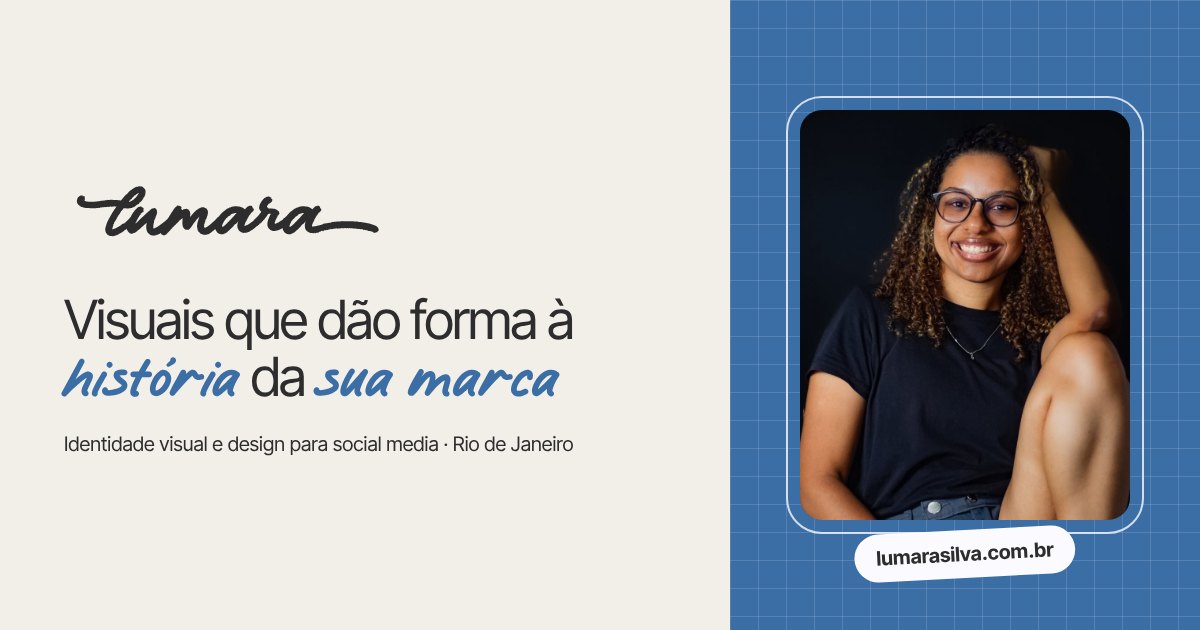 lumara
Visuais que dão forma à
história da sua marca
Identidade visual e design para social media · Rio de Janeiro
lumarasilva.com.br